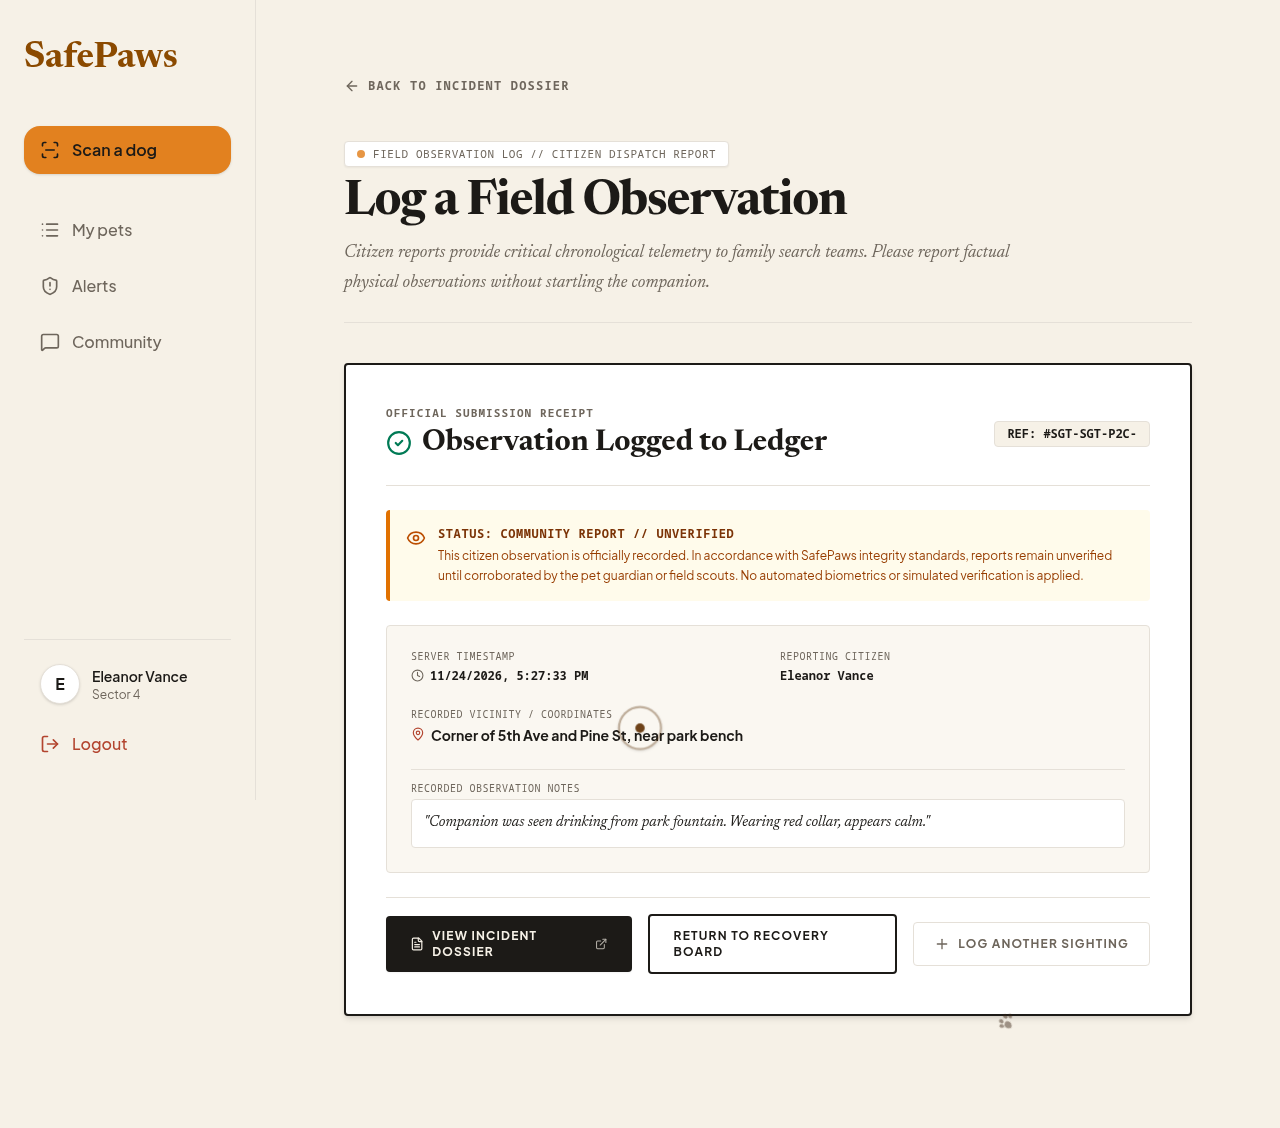 SafePaws
Scan a dog
My pets
Alerts
Community
Eleanor Vance
E
Sector 4
Logout
BACK TO INCIDENT DOSSIER
FIELD OBSERVATION LOG // CITIZEN DISPATCH REPORT
Log a Field Observation
Citizen reports provide critical chronological telemetry to family search teams. Please report factual
physical observations without startling the companion.
OFFICIAL SUBMISSION RECEIPT
Observation Logged to Ledger
REF: #SGT-SGT-P2C-
STATUS: COMMUNITY REPORT // UNVERIFIED
This citizen observation is officially recorded. In accordance with SafePaws integrity standards, reports remain unverified
until corroborated by the pet guardian or field scouts. No automated biometrics or simulated verification is applied.
SERVER TIMESTAMP
11/24/2026, 5:27:33 PM
REPORTING CITIZEN
Eleanor Vance
RECORDED VICINITY / COORDINATES
Corner of 5th Ave and Pine St, near park bench
RECORDED OBSERVATION NOTES
"Companion was seen drinking from park fountain. Wearing red collar, appears calm."
VIEW INCIDENT
DOSSIER
RETURN TO RECOVERY
BOARD
LOG ANOTHER SIGHTING